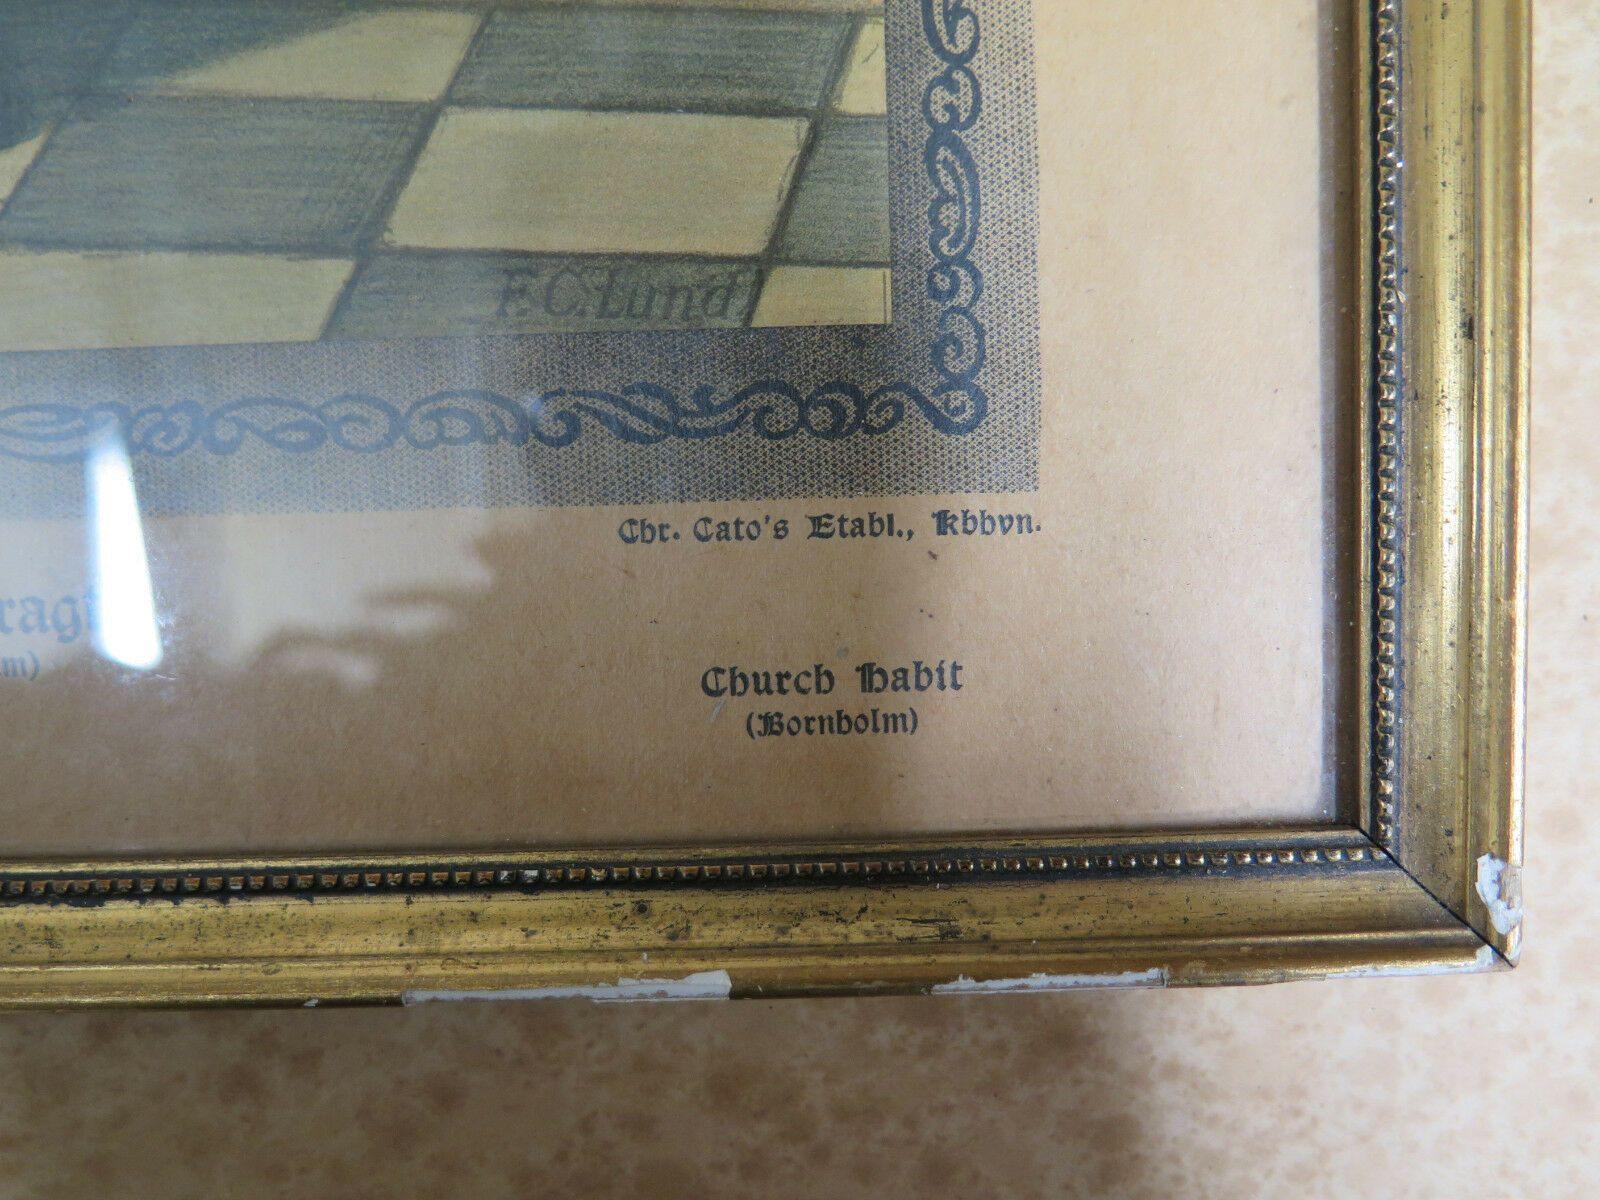 F.C. Lund
Chr. Cato's Etabl., Kbhvn.
Church Habit
(Bornholm)